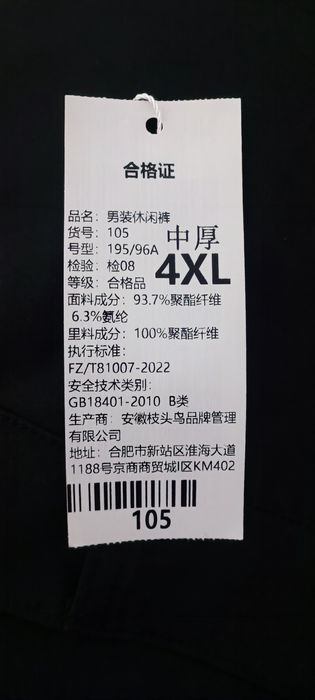 合格证
品名：男装休闲裤
货号：105
中厚
号型：195/96A
检验：检08
4XL
等级：合格品
面料成分：93.7%聚酯纤维
6.3%氨纶
里料成分：100%聚酯纤维
执行标准：
FZ/T81007-2022
安全技术类别：
GB18401-2010 B类
生产商：安徽枝头鸟品牌管理
有限公司
地址：合肥市新站区淮海大道
1188号京商商贸城I区KM402
105